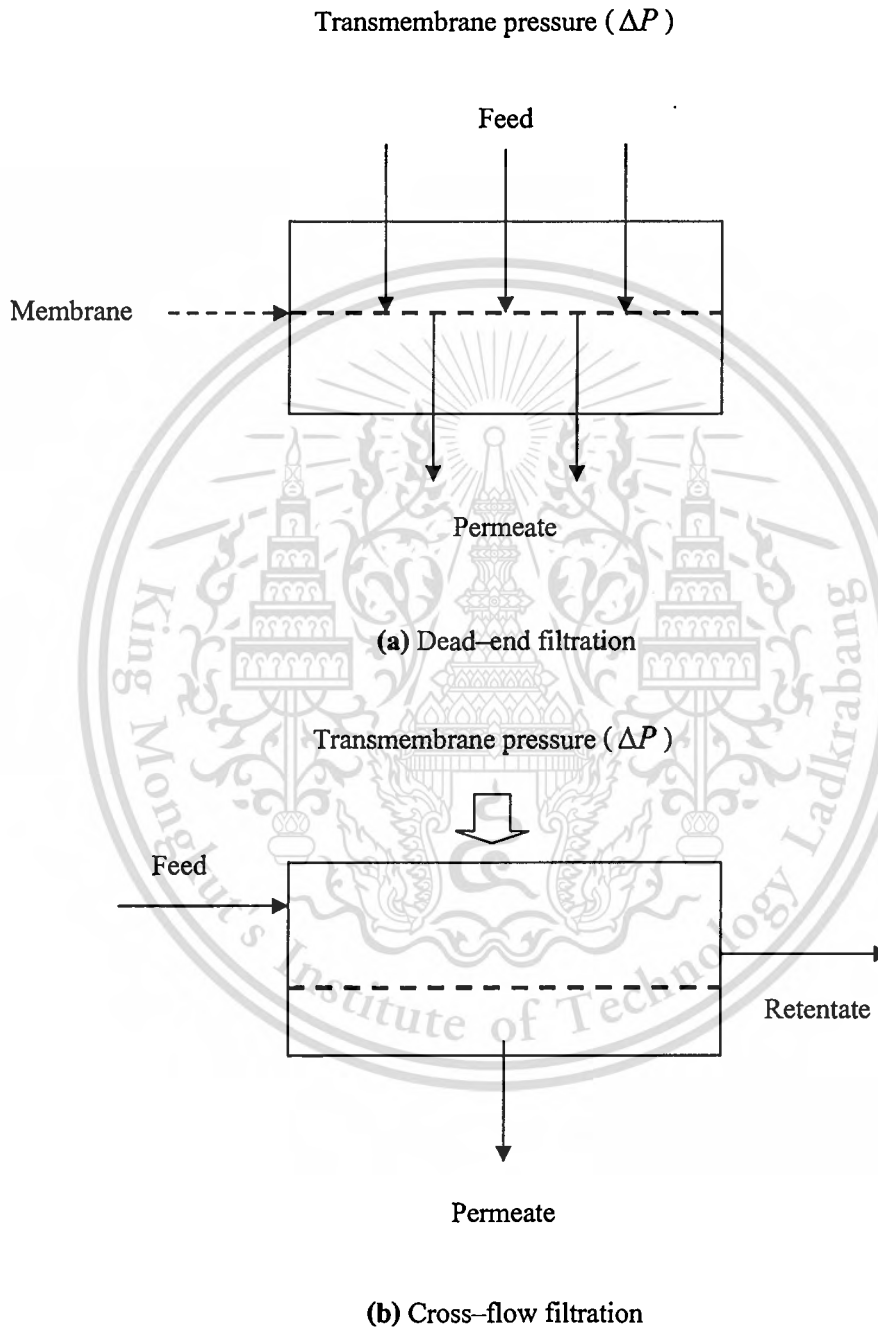 Transmembrane pressure (ΔP)
Feed
Membrane
Permeate
(a) Dead–end filtration
Transmembrane pressure (ΔP)
Feed
Retentate
Permeate
(b) Cross–flow filtration
King Mongkut's Institute of Technology Ladkrabang